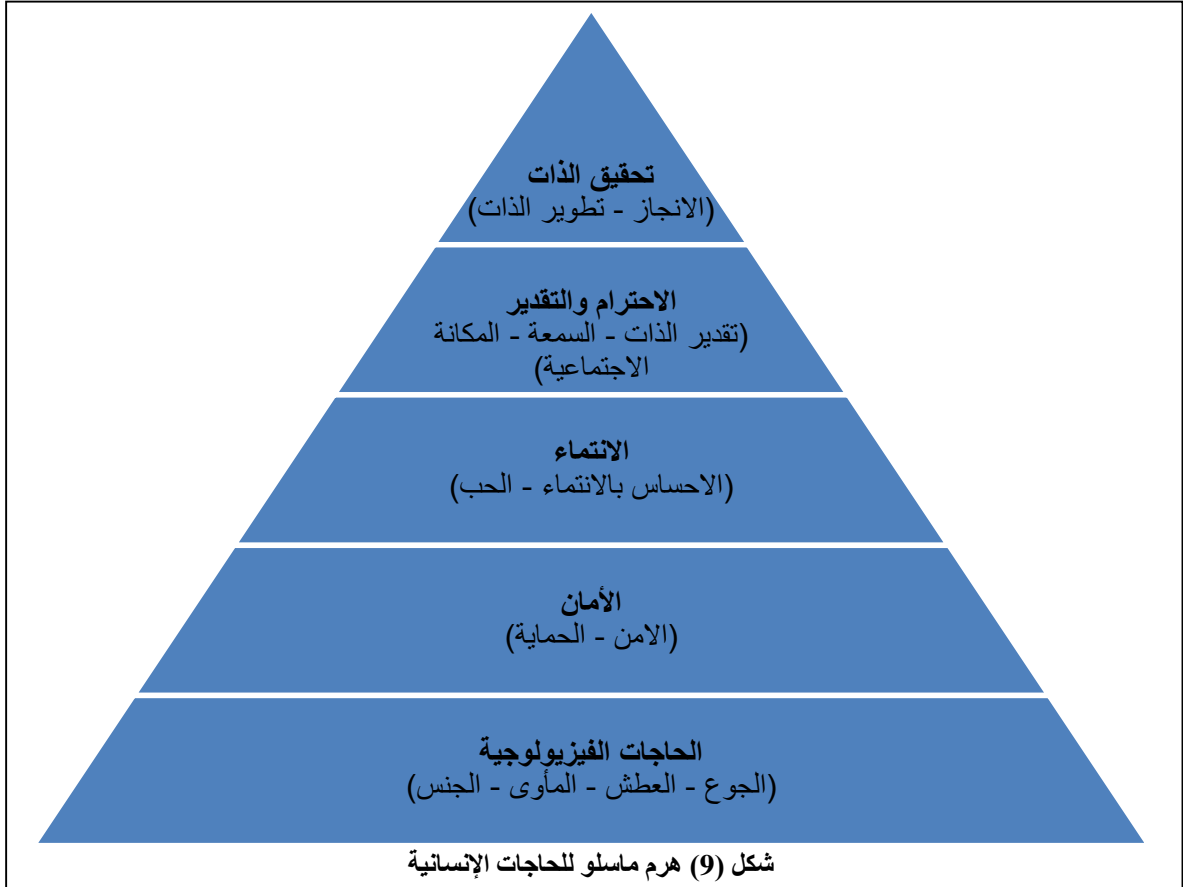 تحقيق الذات
(الانجاز - تطوير الذات)
الاحترام والتقدير
(تقدير الذات - السمعة - المكانة
الاجتماعية)
الانتماء
(الاحساس بالانتماء - الحب)
الأمان
(الامن - الحماية)
الحاجات الفيزيولوجية
(الجوع - العطش - المأوى - الجنس)
شكل (9) هرم ماسلو للحاجات الإنسانية